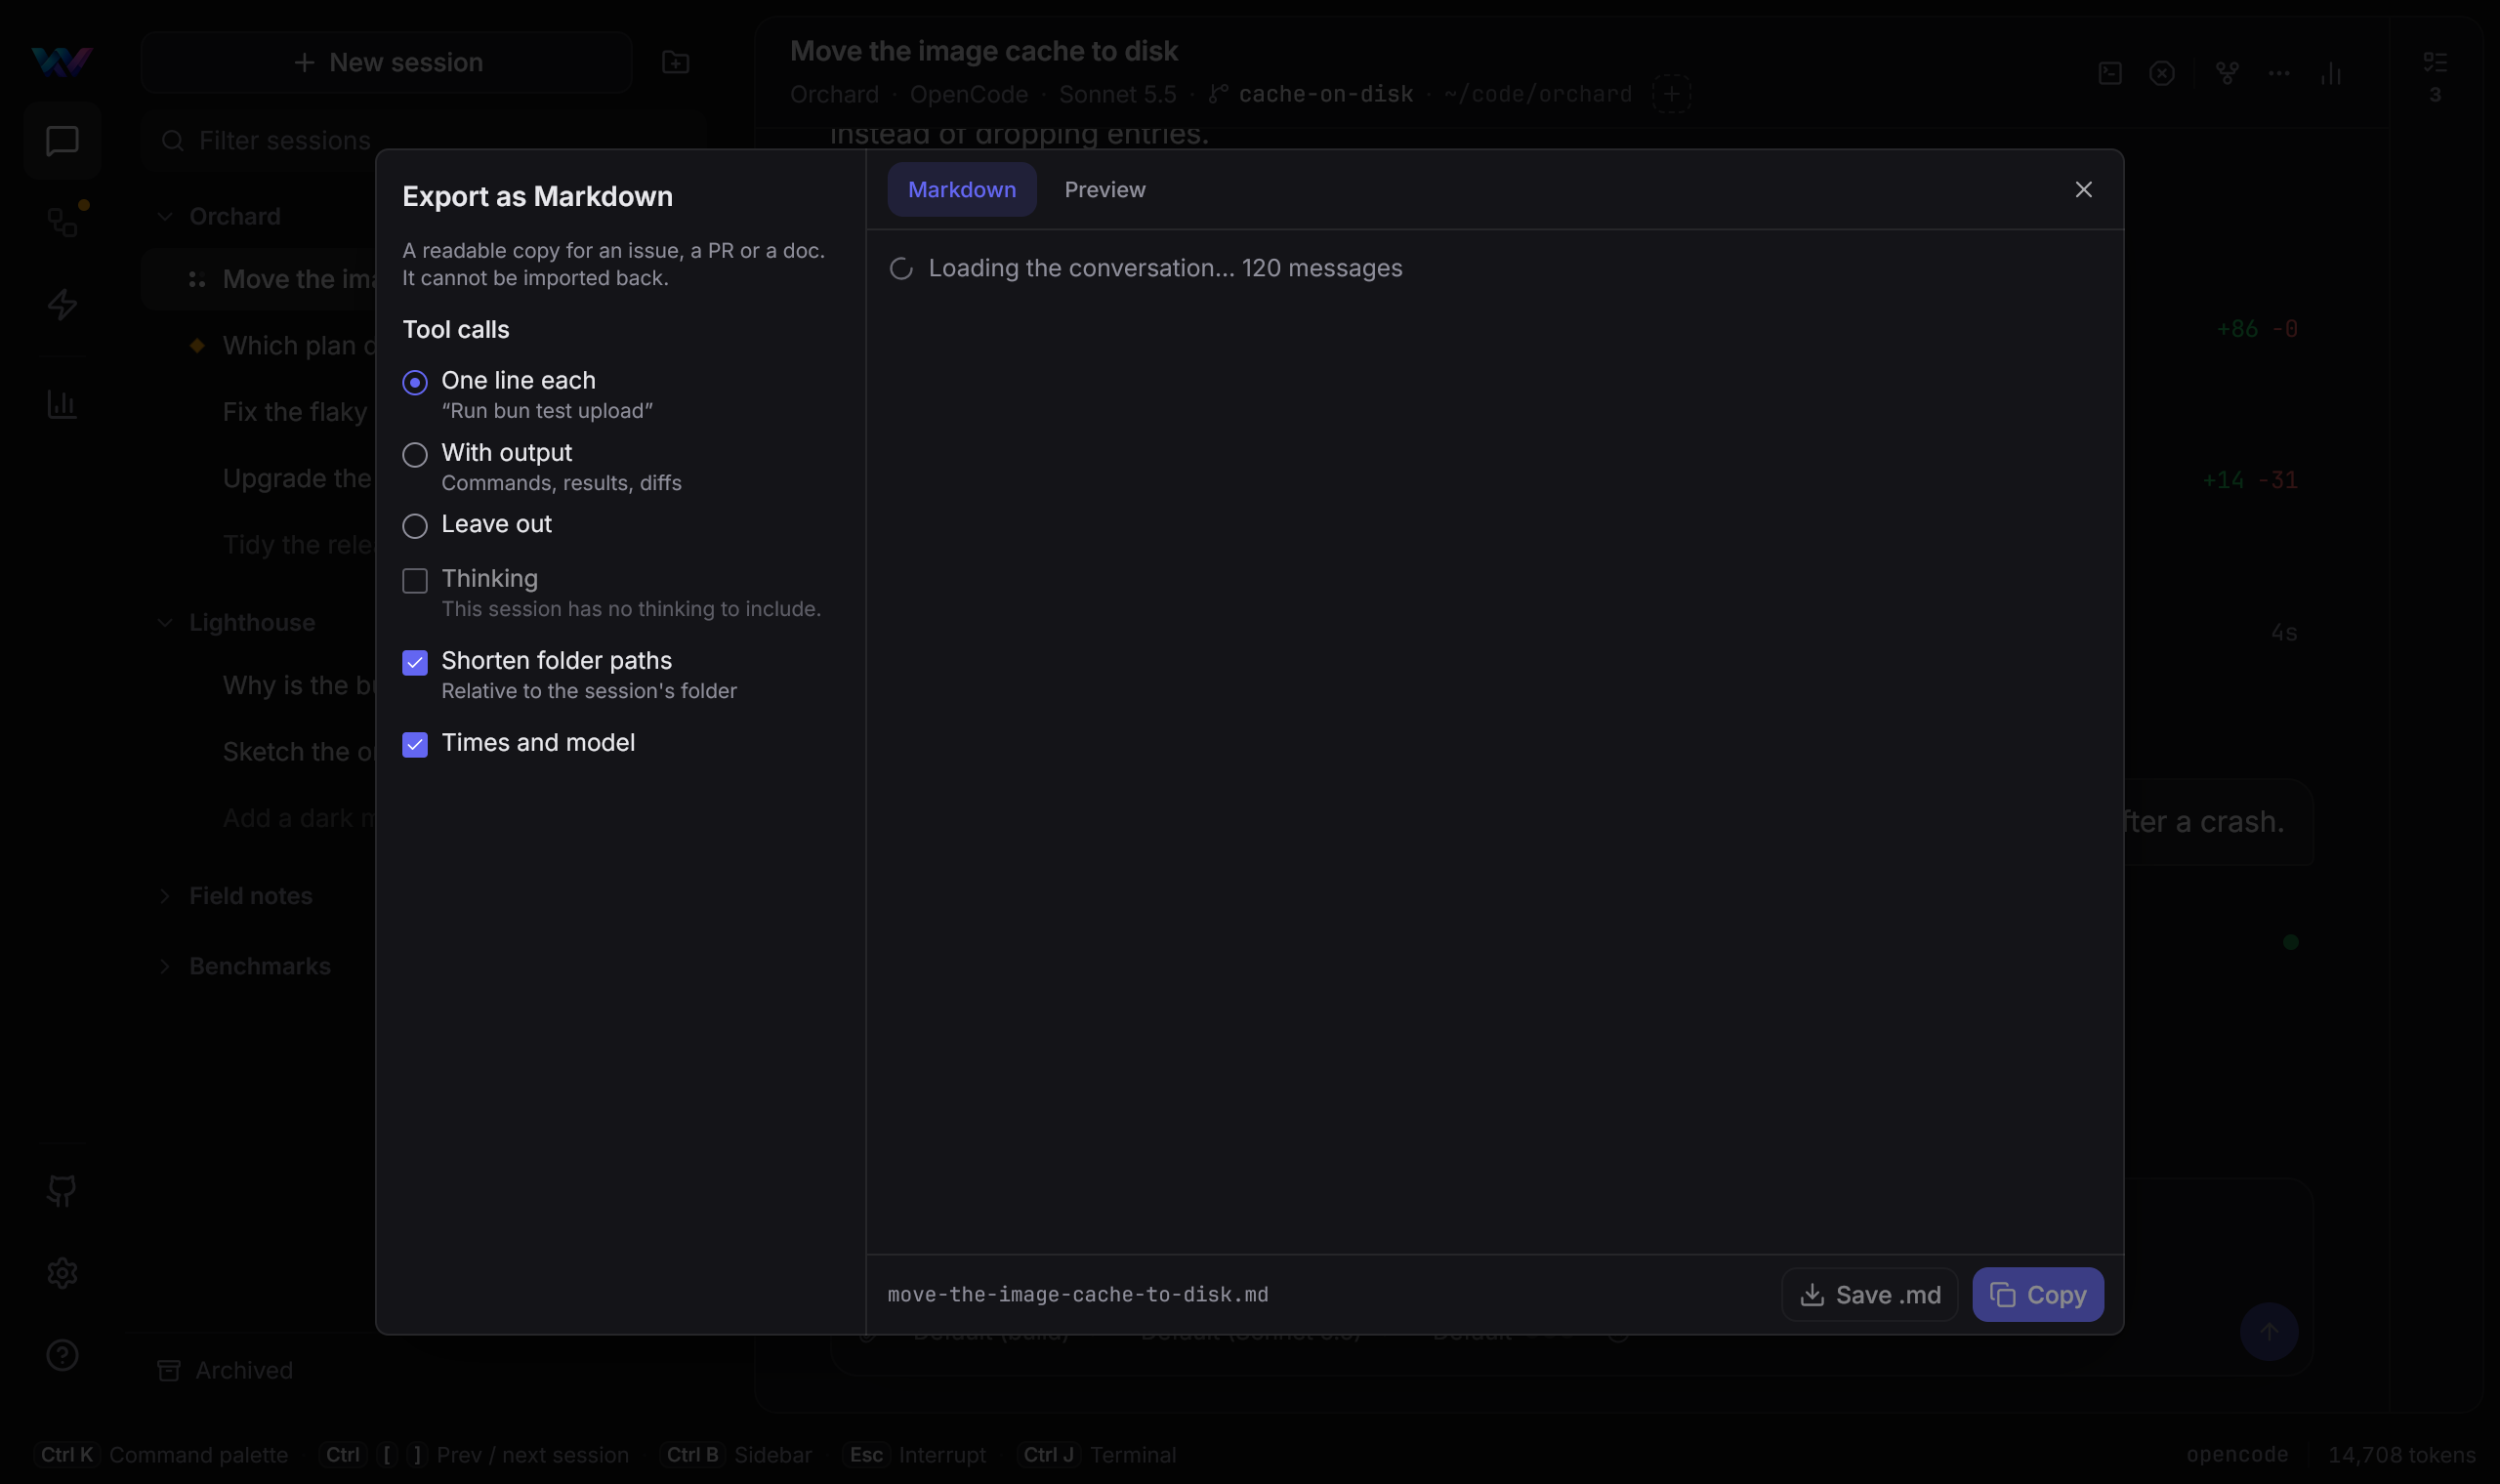 New session
Filter sessions
Orchard
Move the ima
Which plan
Fix the flaky
Upgrade the
Tidy the rele
Lighthouse
Why is the bu
Sketch the
Add a dark
Field notes
Benchmarks
Archived
Move the image cache to disk
Orchard · OpenCode · Sonnet 5.5 · cache-on-disk · ~/code/orchard
3
instead of dropping entries.
+86 -0
+14 -31
4s
fter a crash.
Export as Markdown
A readable copy for an issue, a PR or a doc.
It cannot be imported back.
Tool calls
One line each
“Run bun test upload”
With output
Commands, results, diffs
Leave out
Thinking
This session has no thinking to include.
Shorten folder paths
Relative to the session's folder
Times and model
Markdown Preview
Loading the conversation... 120 messages
move-the-image-cache-to-disk.md
Save .md
Copy
Ctrl K Command palette Ctrl [ ] Prev / next session Ctrl B Sidebar Esc Interrupt Ctrl J Terminal
opencode 14,708 tokens